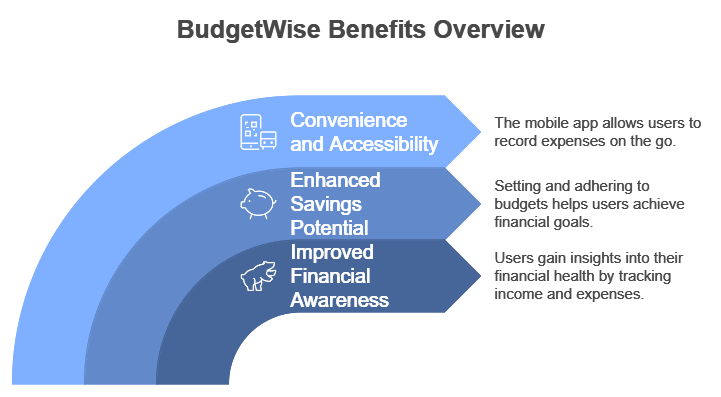 BudgetWise Benefits Overview
Convenience
and Accessibility
The mobile app allows users to
record expenses on the go.
Enhanced
Savings
Potential
Setting and adhering to
budgets helps users achieve
financial goals.
Improved
Financial
Awareness
Users gain insights into their
financial health by tracking
income and expenses.